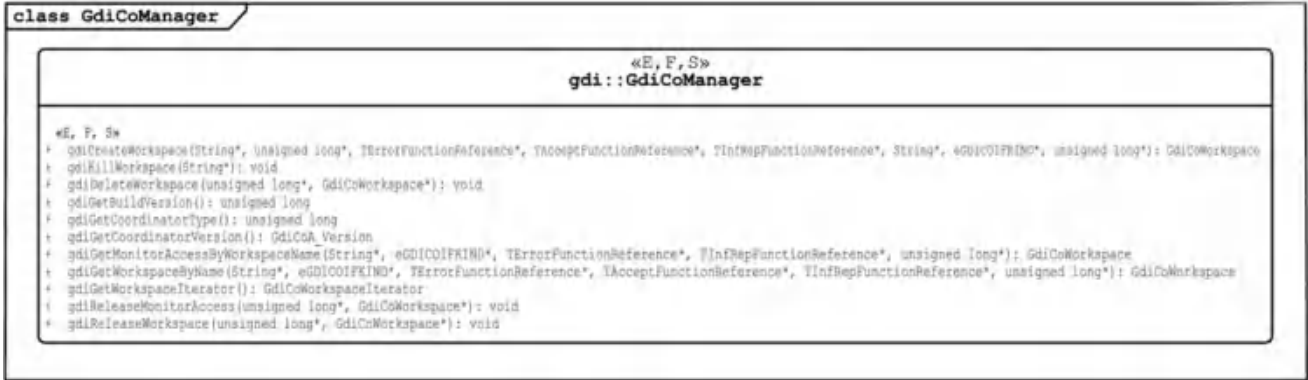 class GdiCoManager
«E,F,S»
gdi::GdiCoManager
«E, F, S»
+ gdiCreateWorkspace(String*, unsigned long*, TErrorFunctionReference*, TAcceptFunctionReference*, TInfRepFunctionReference*, String*, eGDICOIFKIND*, unsigned long*): GdiCoWorkspace
+ gdiKillWorkspace(String*): void
+ gdiDeleteWorkspace(unsigned long*, GdiCoWorkspace*): void
+ gdiGetBuildVersion(): unsigned long
+ gdiGetCoordinatorType(): unsigned long
+ gdiGetCoordinatorVersion(): GdiCoA_Version
+ gdiGetMonitorAccessByWorkspaceName(String*, eGDICOIFKIND*, TErrorFunctionReference*, TInfRepFunctionReference*, unsigned long*): GdiCoWorkspace
+ gdiGetWorkspaceByName(String*, eGDICOIFKIND*, TErrorFunctionReference*, TAcceptFunctionReference*, TInfRepFunctionReference*, unsigned long*): GdiCoWorkspace
+ gdiGetWorkspaceIterator(): GdiCoWorkspaceIterator
+ gdiReleaseMonitorAccess(unsigned long*, GdiCoWorkspace*): void
+ gdiReleaseWorkspace(unsigned long*, GdiCoWorkspace*): void